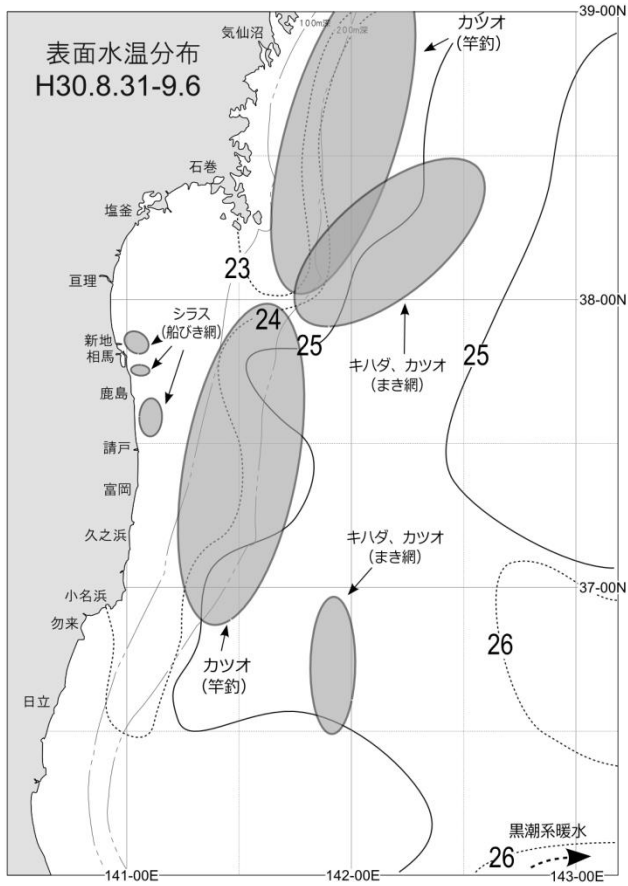 表面水温分布
H30.8.31-9.6
気仙沼
100m深
200m深
カツオ
(竿釣)
39-00N
石巻
塩釜
亘理
23
38-00N
シラス
(船びき網)
新地
相馬
鹿島
24
25
キハダ、カツオ
(まき網)
25
請戸
富岡
久之浜
キハダ、カツオ
(まき網)
37-00N
小名浜
勿来
カツオ
(竿釣)
26
日立
黒潮系暖水
26
141-00E
142-00E
143-00E